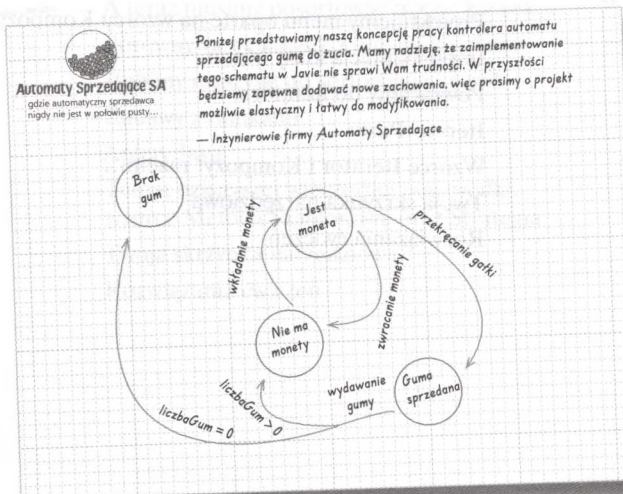 Automaty Sprzedające SA
gdzie automatyczny sprzedawca
nigdy nie jest w połowie pusty...
Poniżej przedstawiamy naszą koncepcję pracy kontrolera automatu
sprzedającego gumę do żucia. Mamy nadzieję, że zaimplementowanie
tego schematu w Javie nie sprawi Wam trudności. W przyszłości
będziemy zapewne dodawać nowe zachowania, więc prosimy o projekt
możliwie elastyczny i łatwy do modyfikowania.
— Inżynierowie firmy Automaty Sprzedające
Brak
gum
wkładanie monety
Jest
moneta
przekręcanie gałki
zwracanie monety
Nie ma
monety
liczbaGum = 0
liczbaGum > 0
wydawanie
gumy
Guma
sprzedana